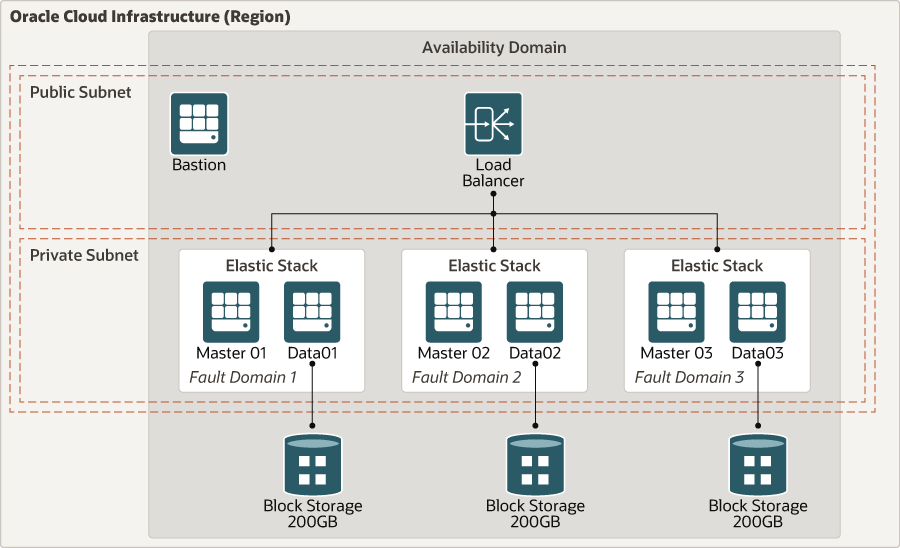 Oracle Cloud Infrastructure (Region)
Availability Domain
Public Subnet
Bastion
Load
Balancer
Private Subnet
Elastic Stack
Elastic Stack
Elastic Stack
Master 01
Data01
Master 02
Data02
Master 03
Data03
Fault Domain 1
Fault Domain 2
Fault Domain 3
Block Storage
200GB
Block Storage
200GB
Block Storage
200GB